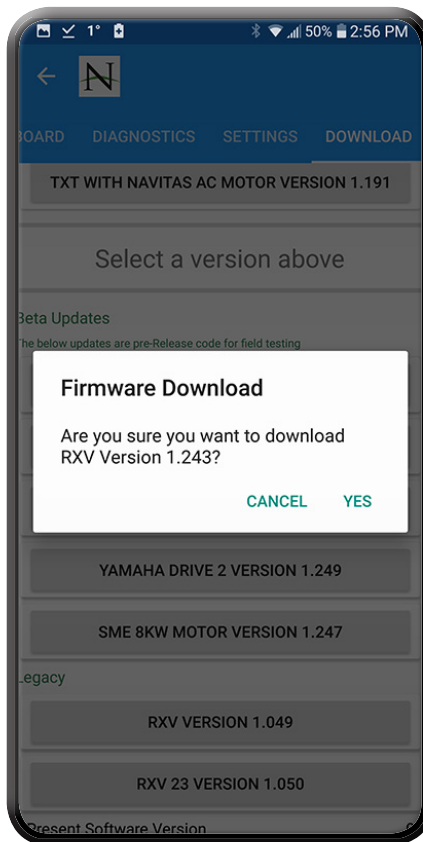 1° 50% 2:56 PM
N
BOARD DIAGNOSTICS SETTINGS DOWNLOAD
TXT WITH NAVITAS AC MOTOR VERSION 1.191
Select a version above
Beta Updates
The below updates are pre-Release code for field testing
Firmware Download
Are you sure you want to download
RXV Version 1.243?
CANCEL YES
YAMAHA DRIVE 2 VERSION 1.249
SME 8KW MOTOR VERSION 1.247
Legacy
RXV VERSION 1.049
RXV 23 VERSION 1.050
Present Software Version